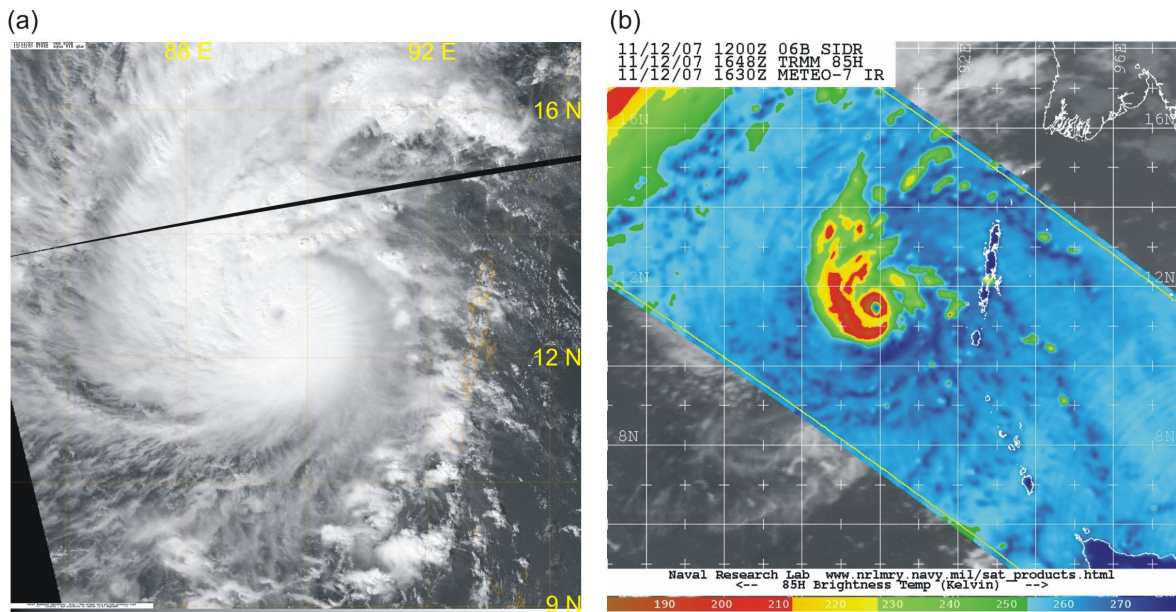 (a)
88 E
92 E
16 N
12 N
9 N
(b)
11/12/07 1200Z 06B SIDR
11/12/07 1648Z TRMM 85H
11/12/07 1630Z METEO-7 IR
92E
96E
16N
16N
12N
12N
8N
8N
Naval Research Lab www.nrlmry.navy.mil/sat_products.html
<-- 85H Brightness Temp (Kelvin) -->
190 200 210 220 230 240 250 260 270